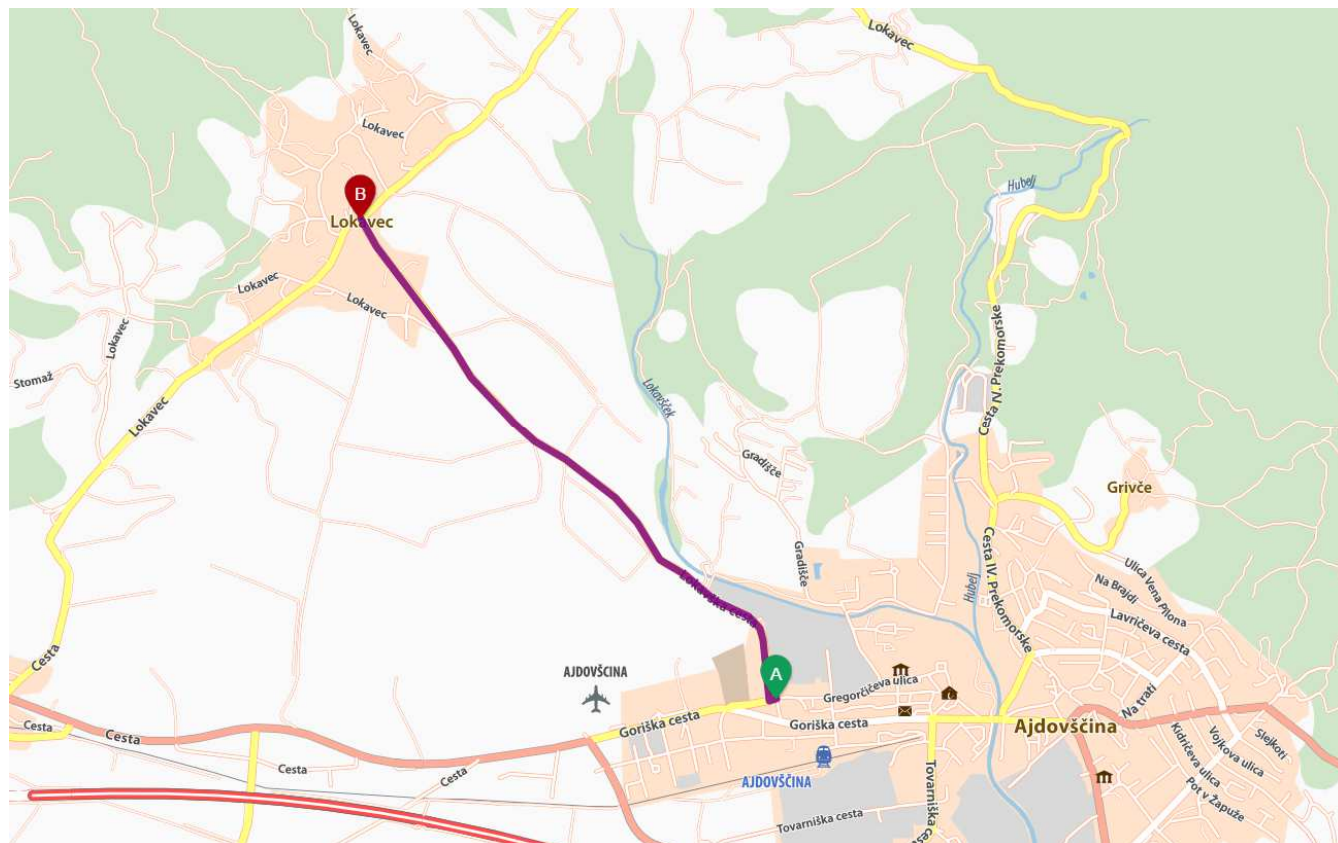 Lokavec
Lokavec
Lokavec
B
Lokavec
Hubelj
Lokavec
Lokavec
Lokavec
Stomaž
Lokavec
Lokavšček
Cesta IV. Prekomorske
Gradišče
Grivče
Gradišče
Cesta IV. Prekomorske
Hubelj
Ulica Vena Pilona
Na Brajdi
Lavričeva cesta
Lokavška cesta
Cesta
A
AJDOVŠCINA
Gregorčičeva ulica
Na trati
Goriška cesta
Goriška cesta
Ajdovščina
Cesta
Cesta
Kidričeva ulica
Vojkova ulica
Slejkoti
Cesta
Cesta
AJDOVŠČINA
Tovarniška cesta
Pot v Žapuže
Tovarniška cesta